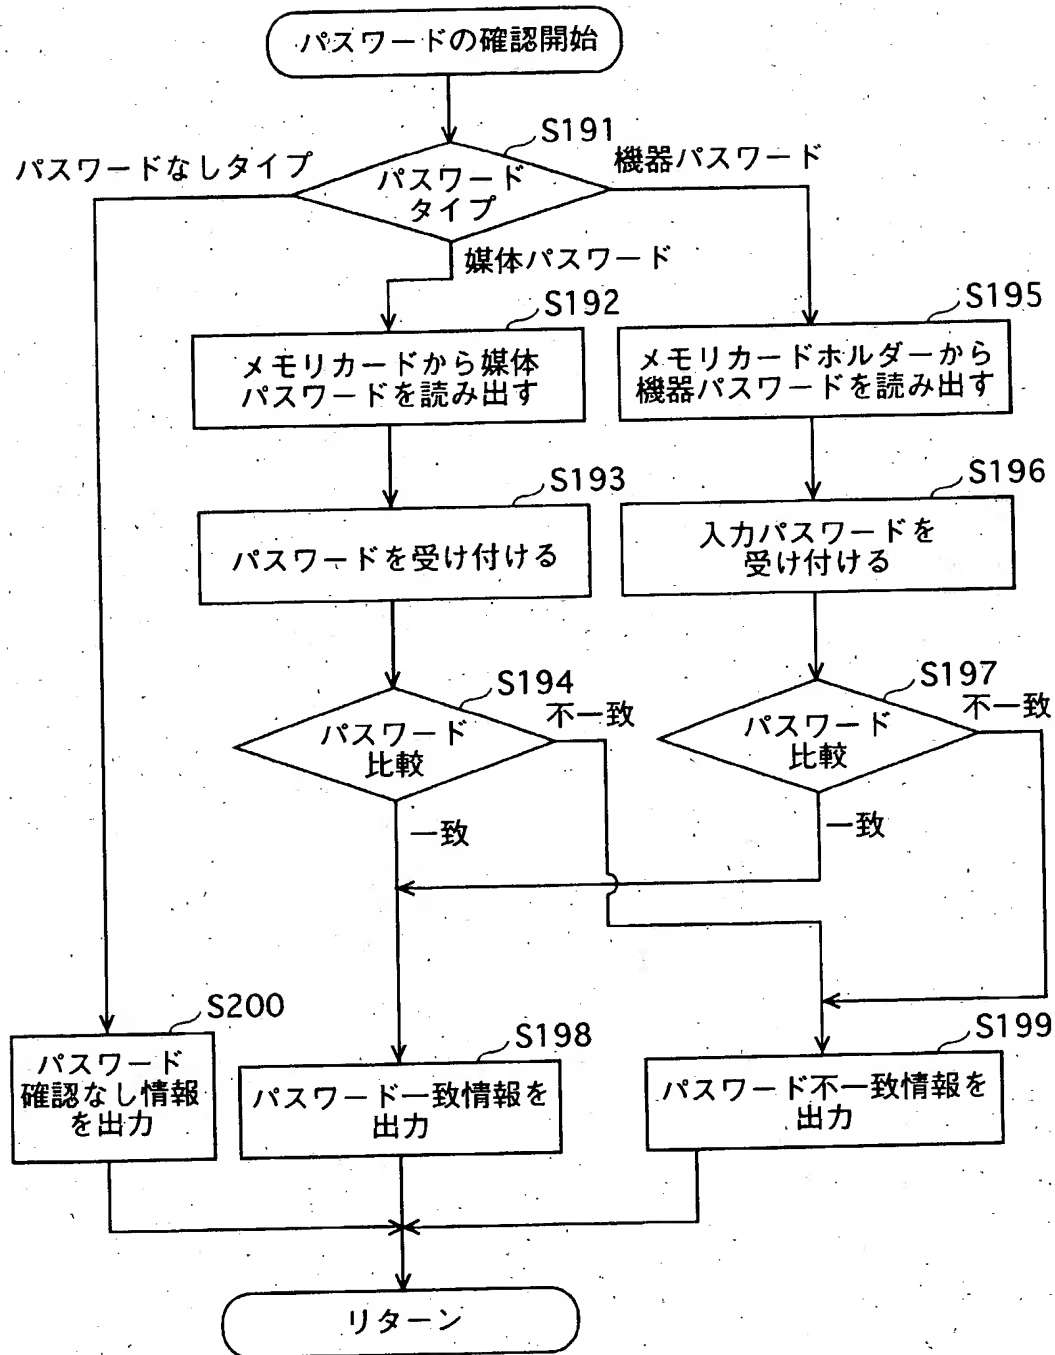 パスワードの確認開始
S191
パスワードなしタイプ
機器パスワード
パスワード
タイプ
媒体パスワード
S192
S195
メモリカードから媒体
パスワードを読み出す
メモリカードホルダーから
機器パスワードを読み出す
S193
S196
パスワードを受け付ける
入力パスワードを
受け付ける
S194
不一致
S197
不一致
パスワード
比較
パスワード
比較
一致
一致
S200
S198
S199
パスワード
確認なし情報
を出力
パスワード一致情報を
出力
パスワード不一致情報を
出力
リターン